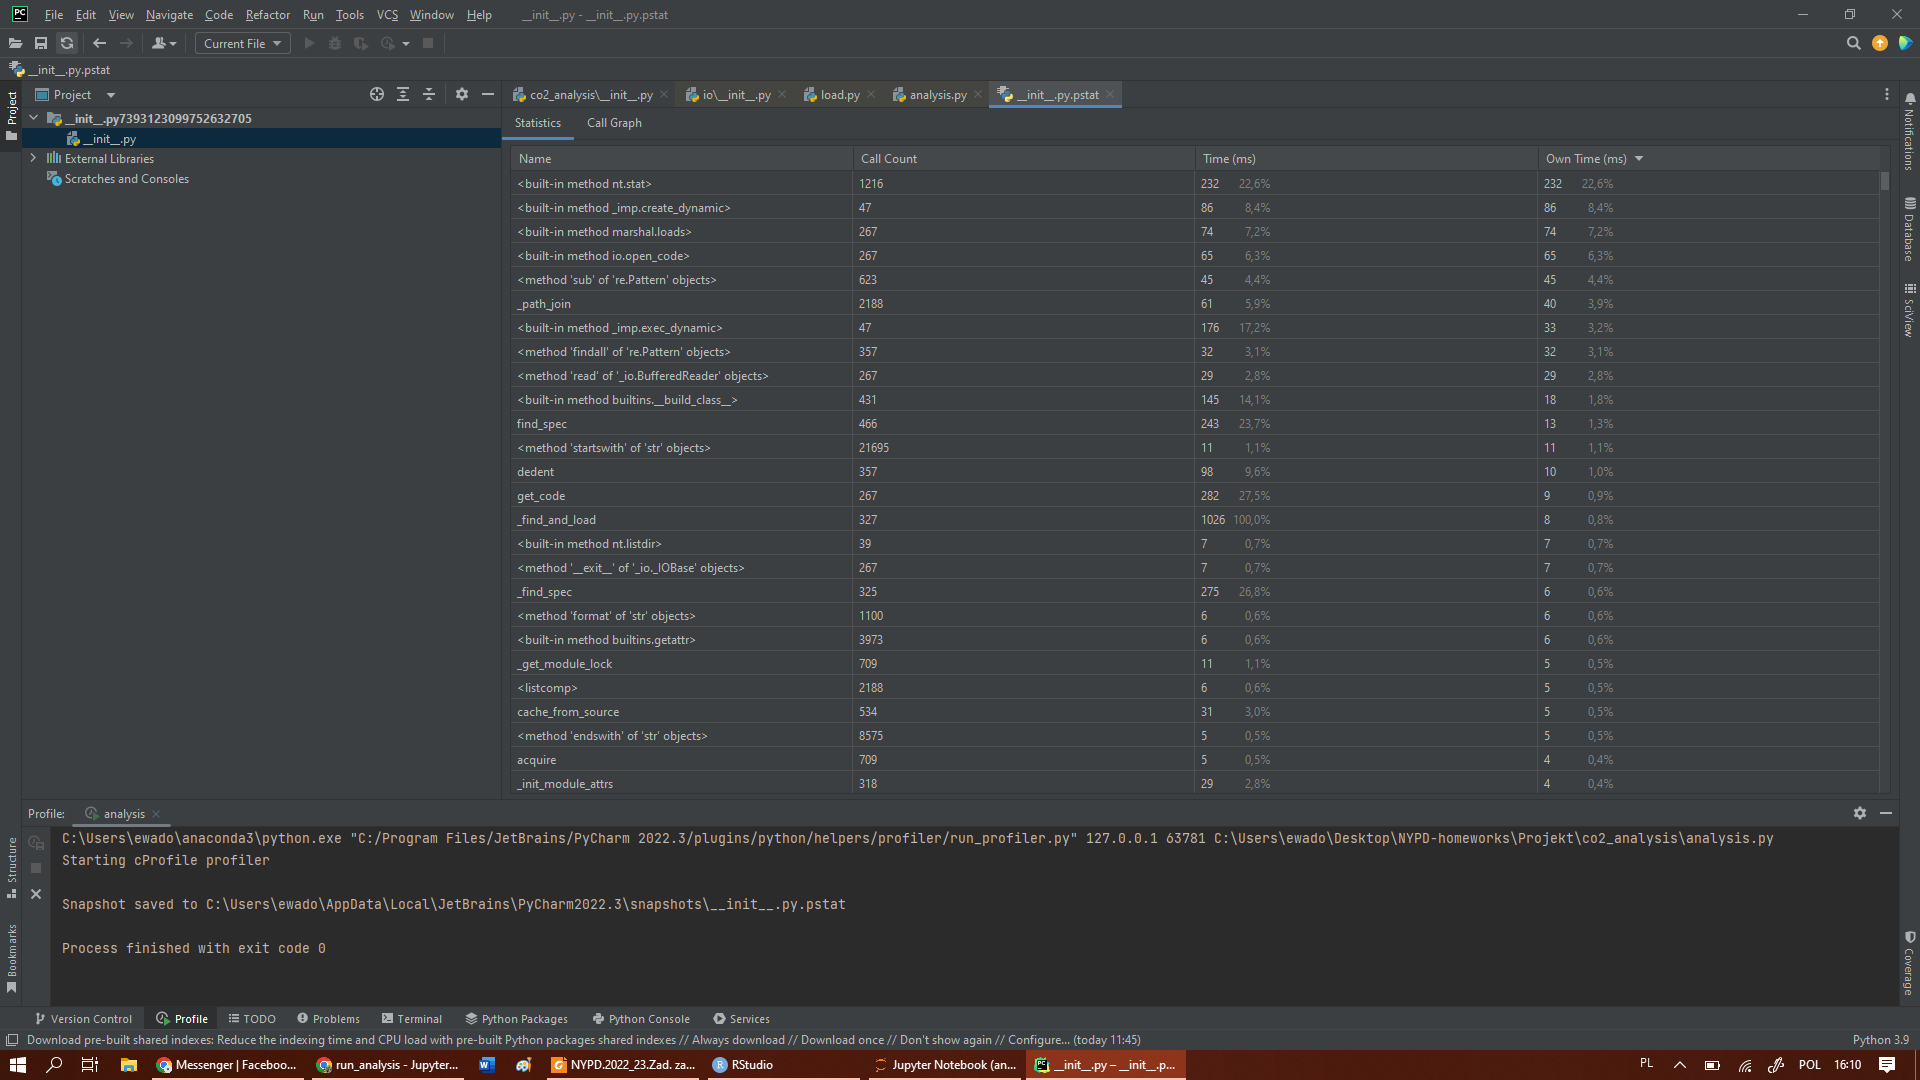 File Edit View Navigate Code Refactor Run Tools VCS Window Help __init__.py - __init__.py.pstat
Current File
__init__.py.pstat
Project
Project
__init__.py7393123099752632705
__init__.py
External Libraries
Scratches and Consoles
co2_analysis\__init__.py io\__init__.py load.py analysis.py __init__.py.pstat
Statistics Call Graph
Name Call Count Time (ms) Own Time (ms)
<built-in method nt.stat> 1216 232 22,6% 232 22,6%
<built-in method _imp.create_dynamic> 47 86 8,4% 86 8,4%
<built-in method marshal.loads> 267 74 7,2% 74 7,2%
<built-in method io.open_code> 267 65 6,3% 65 6,3%
<method 'sub' of 're.Pattern' objects> 623 45 4,4% 45 4,4%
_path_join 2188 61 5,9% 40 3,9%
<built-in method _imp.exec_dynamic> 47 176 17,2% 33 3,2%
<method 'findall' of 're.Pattern' objects> 357 32 3,1% 32 3,1%
<method 'read' of '_io.BufferedReader' objects> 267 29 2,8% 29 2,8%
<built-in method builtins.__build_class__> 431 145 14,1% 18 1,8%
find_spec 466 243 23,7% 13 1,3%
<method 'startswith' of 'str' objects> 21695 11 1,1% 11 1,1%
dedent 357 98 9,6% 10 1,0%
get_code 267 282 27,5% 9 0,9%
_find_and_load 327 1026 100,0% 8 0,8%
<built-in method nt.listdir> 39 7 0,7% 7 0,7%
<method '__exit__' of '_io._IOBase' objects> 267 7 0,7% 7 0,7%
_find_spec 325 275 26,8% 6 0,6%
<method 'format' of 'str' objects> 1100 6 0,6% 6 0,6%
<built-in method builtins.getattr> 3973 6 0,6% 6 0,6%
_get_module_lock 709 11 1,1% 5 0,5%
<listcomp> 2188 6 0,6% 5 0,5%
cache_from_source 534 31 3,0% 5 0,5%
<method 'endswith' of 'str' objects> 8575 5 0,5% 5 0,5%
acquire 709 5 0,5% 4 0,4%
_init_module_attrs 318 29 2,8% 4 0,4%
Notifications
Database
SciView
Coverage
Structure
Bookmarks
Profile: analysis
C:\Users\ewado\anaconda3\python.exe "C:/Program Files/JetBrains/PyCharm 2022.3/plugins/python/helpers/profiler/run_profiler.py" 127.0.0.1 63781 C:\Users\ewado\Desktop\NYPD-homeworks\Projekt\co2_analysis\analysis.py
Starting cProfile profiler
Snapshot saved to C:\Users\ewado\AppData\Local\JetBrains\PyCharm2022.3\snapshots\__init__.py.pstat
Process finished with exit code 0
Version Control Profile TODO Problems Terminal Python Packages Python Console Services
Download pre-built shared indexes: Reduce the indexing time and CPU load with pre-built Python packages shared indexes // Always download // Download once // Don't show again // Configure... (today 11:45) Python 3.9
Messenger | Faceboo... run_analysis - Jupyter... NYPD.2022_23.Zad. za... RStudio Jupyter Notebook (an... __init__.py – __init__.p... PL POL 16:10